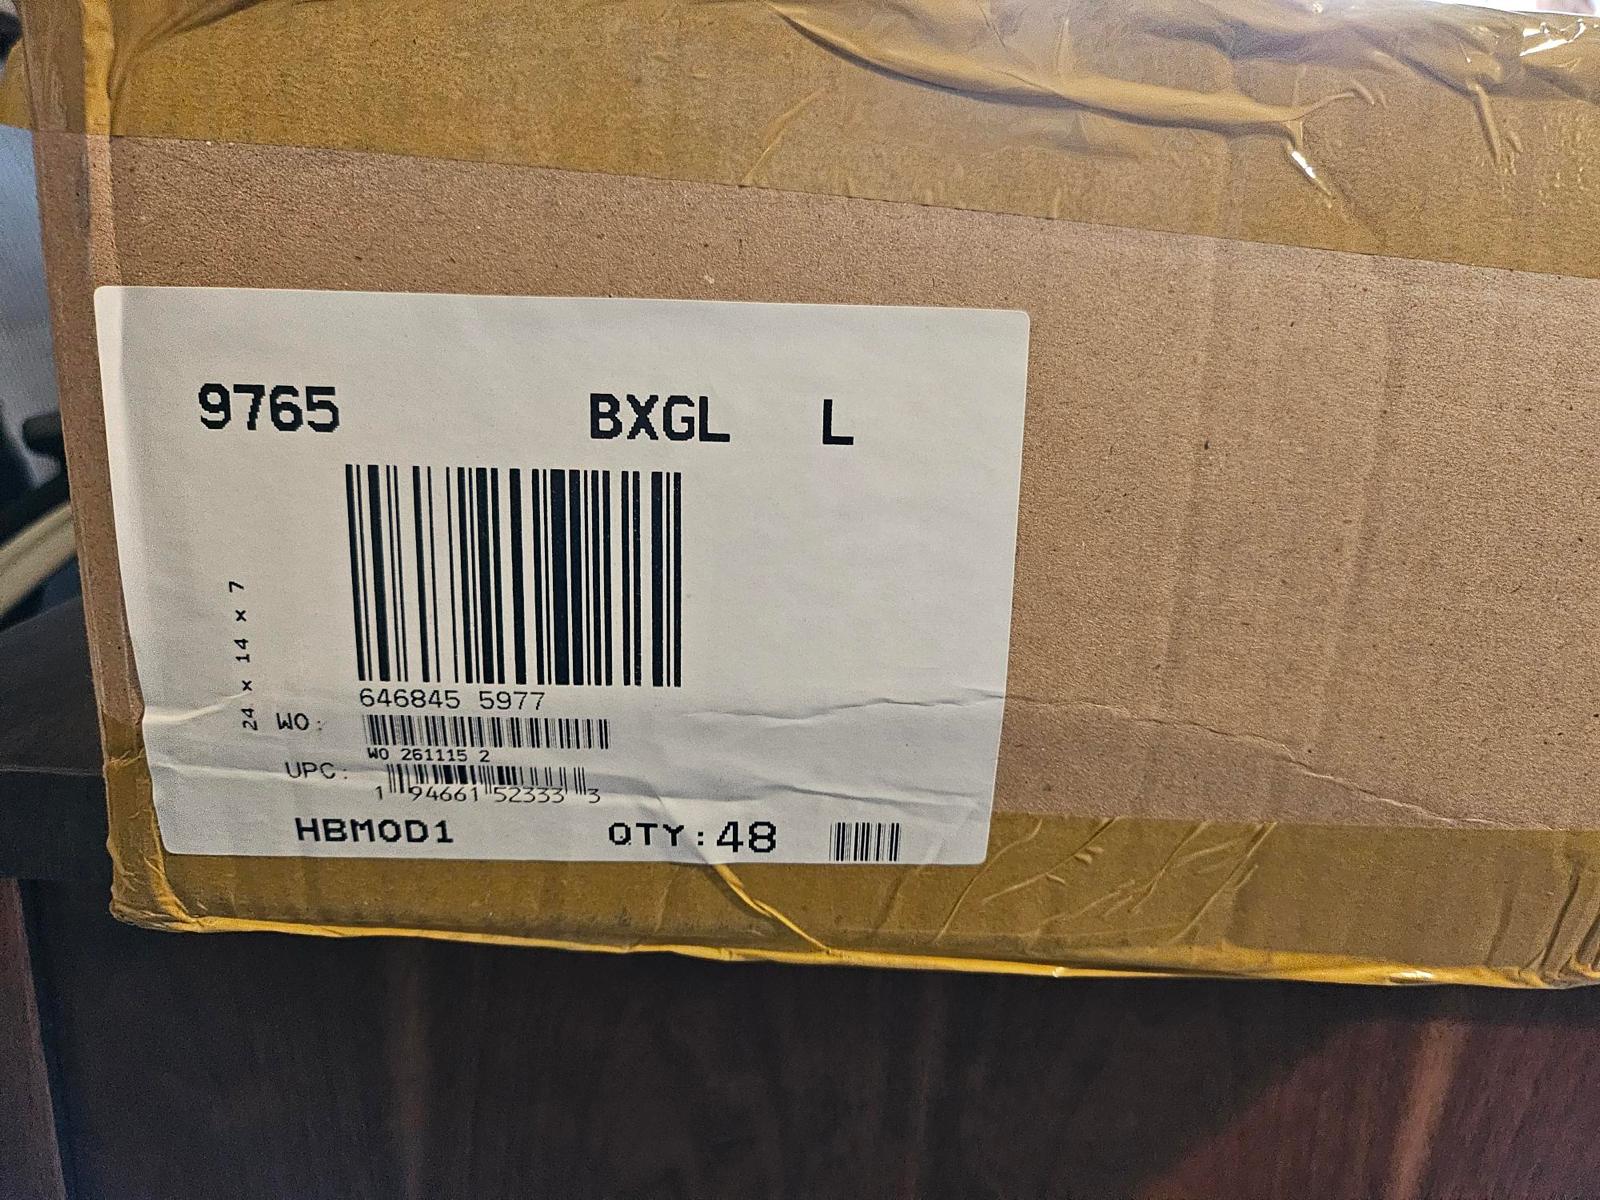 9765 BXGL L
24 x 14 x 7
646845 5977
WO:
WO 261115 2
UPC:
1 94661 52333 3
HBMOD1 QTY:48